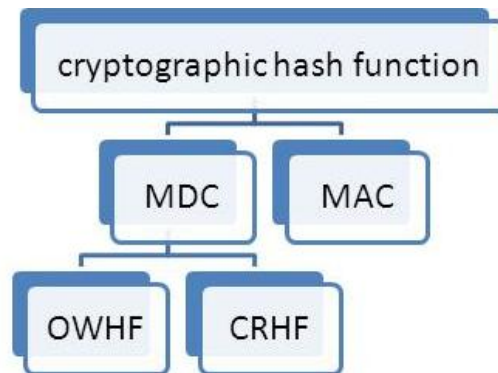 cryptographic hash function
MDC
MAC
OWHF
CRHF